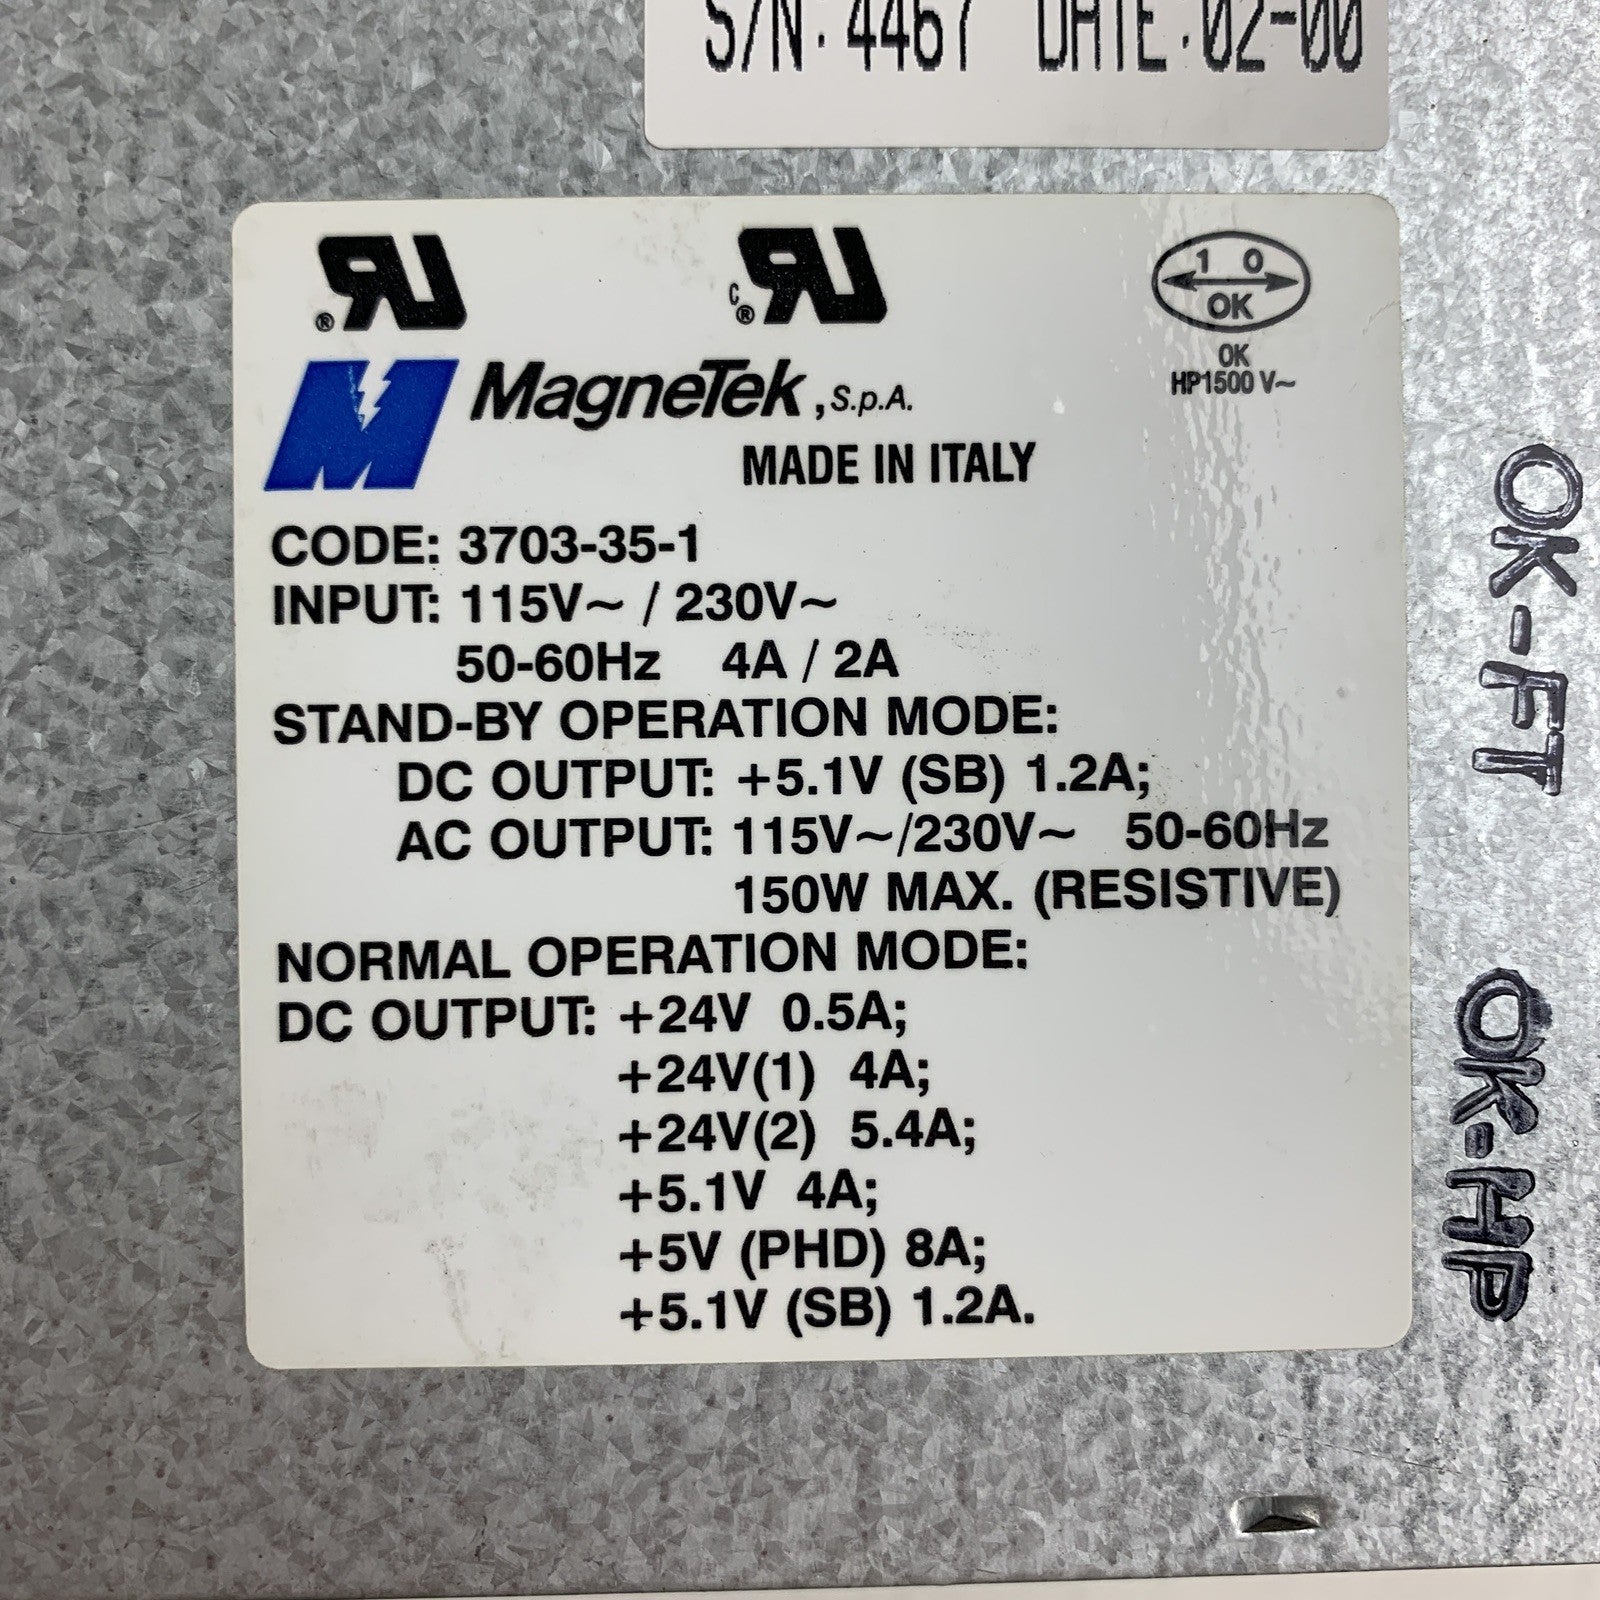 S/N: 4467 DATE: 02-00
C
1 0
OK
OK
HP1500 V~
MagneTek, S.p.A.
MADE IN ITALY
CODE: 3703-35-1
INPUT: 115V~ / 230V~
50-60Hz 4A / 2A
STAND-BY OPERATION MODE:
DC OUTPUT: +5.1V (SB) 1.2A;
AC OUTPUT: 115V~/230V~ 50-60Hz
150W MAX. (RESISTIVE)
NORMAL OPERATION MODE:
DC OUTPUT: +24V 0.5A;
+24V(1) 4A;
+24V(2) 5.4A;
+5.1V 4A;
+5V (PHD) 8A;
+5.1V (SB) 1.2A.
OK-FT
OK-HP